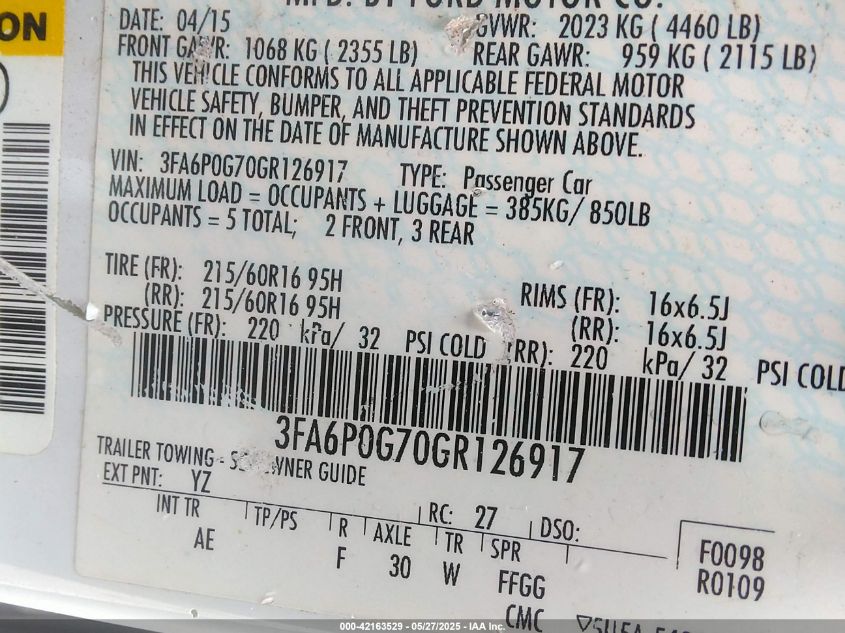 ON
MFD. BY FORD MOTOR CO.
DATE: 04/15 GVWR: 2023 KG ( 4460 LB)
FRONT GAWR: 1068 KG ( 2355 LB) REAR GAWR: 959 KG ( 2115 LB)
THIS VEHICLE CONFORMS TO ALL APPLICABLE FEDERAL MOTOR
VEHICLE SAFETY, BUMPER, AND THEFT PREVENTION STANDARDS
IN EFFECT ON THE DATE OF MANUFACTURE SHOWN ABOVE.
VIN: 3FA6P0G70GR126917 TYPE: Passenger Car
MAXIMUM LOAD = OCCUPANTS + LUGGAGE = 385KG/ 850LB
OCCUPANTS = 5 TOTAL; 2 FRONT, 3 REAR
TIRE (FR): 215/60R16 95H RIMS (FR): 16x6.5J
(RR): 215/60R16 95H (RR): 16x6.5J
PRESSURE (FR): 220 kPa/ 32 PSI COLD (RR): 220 kPa/ 32 PSI COLD
3FA6P0G70GR126917
TRAILER TOWING - OWNER GUIDE
EXT PNT: YZ RC: 27 DSO:
INT TR TP/PS R AXLE TR SPR F0098
AE F 30 W FFGG R0109
CMC
000-42163529 - 05/27/2025 - IAA Inc.